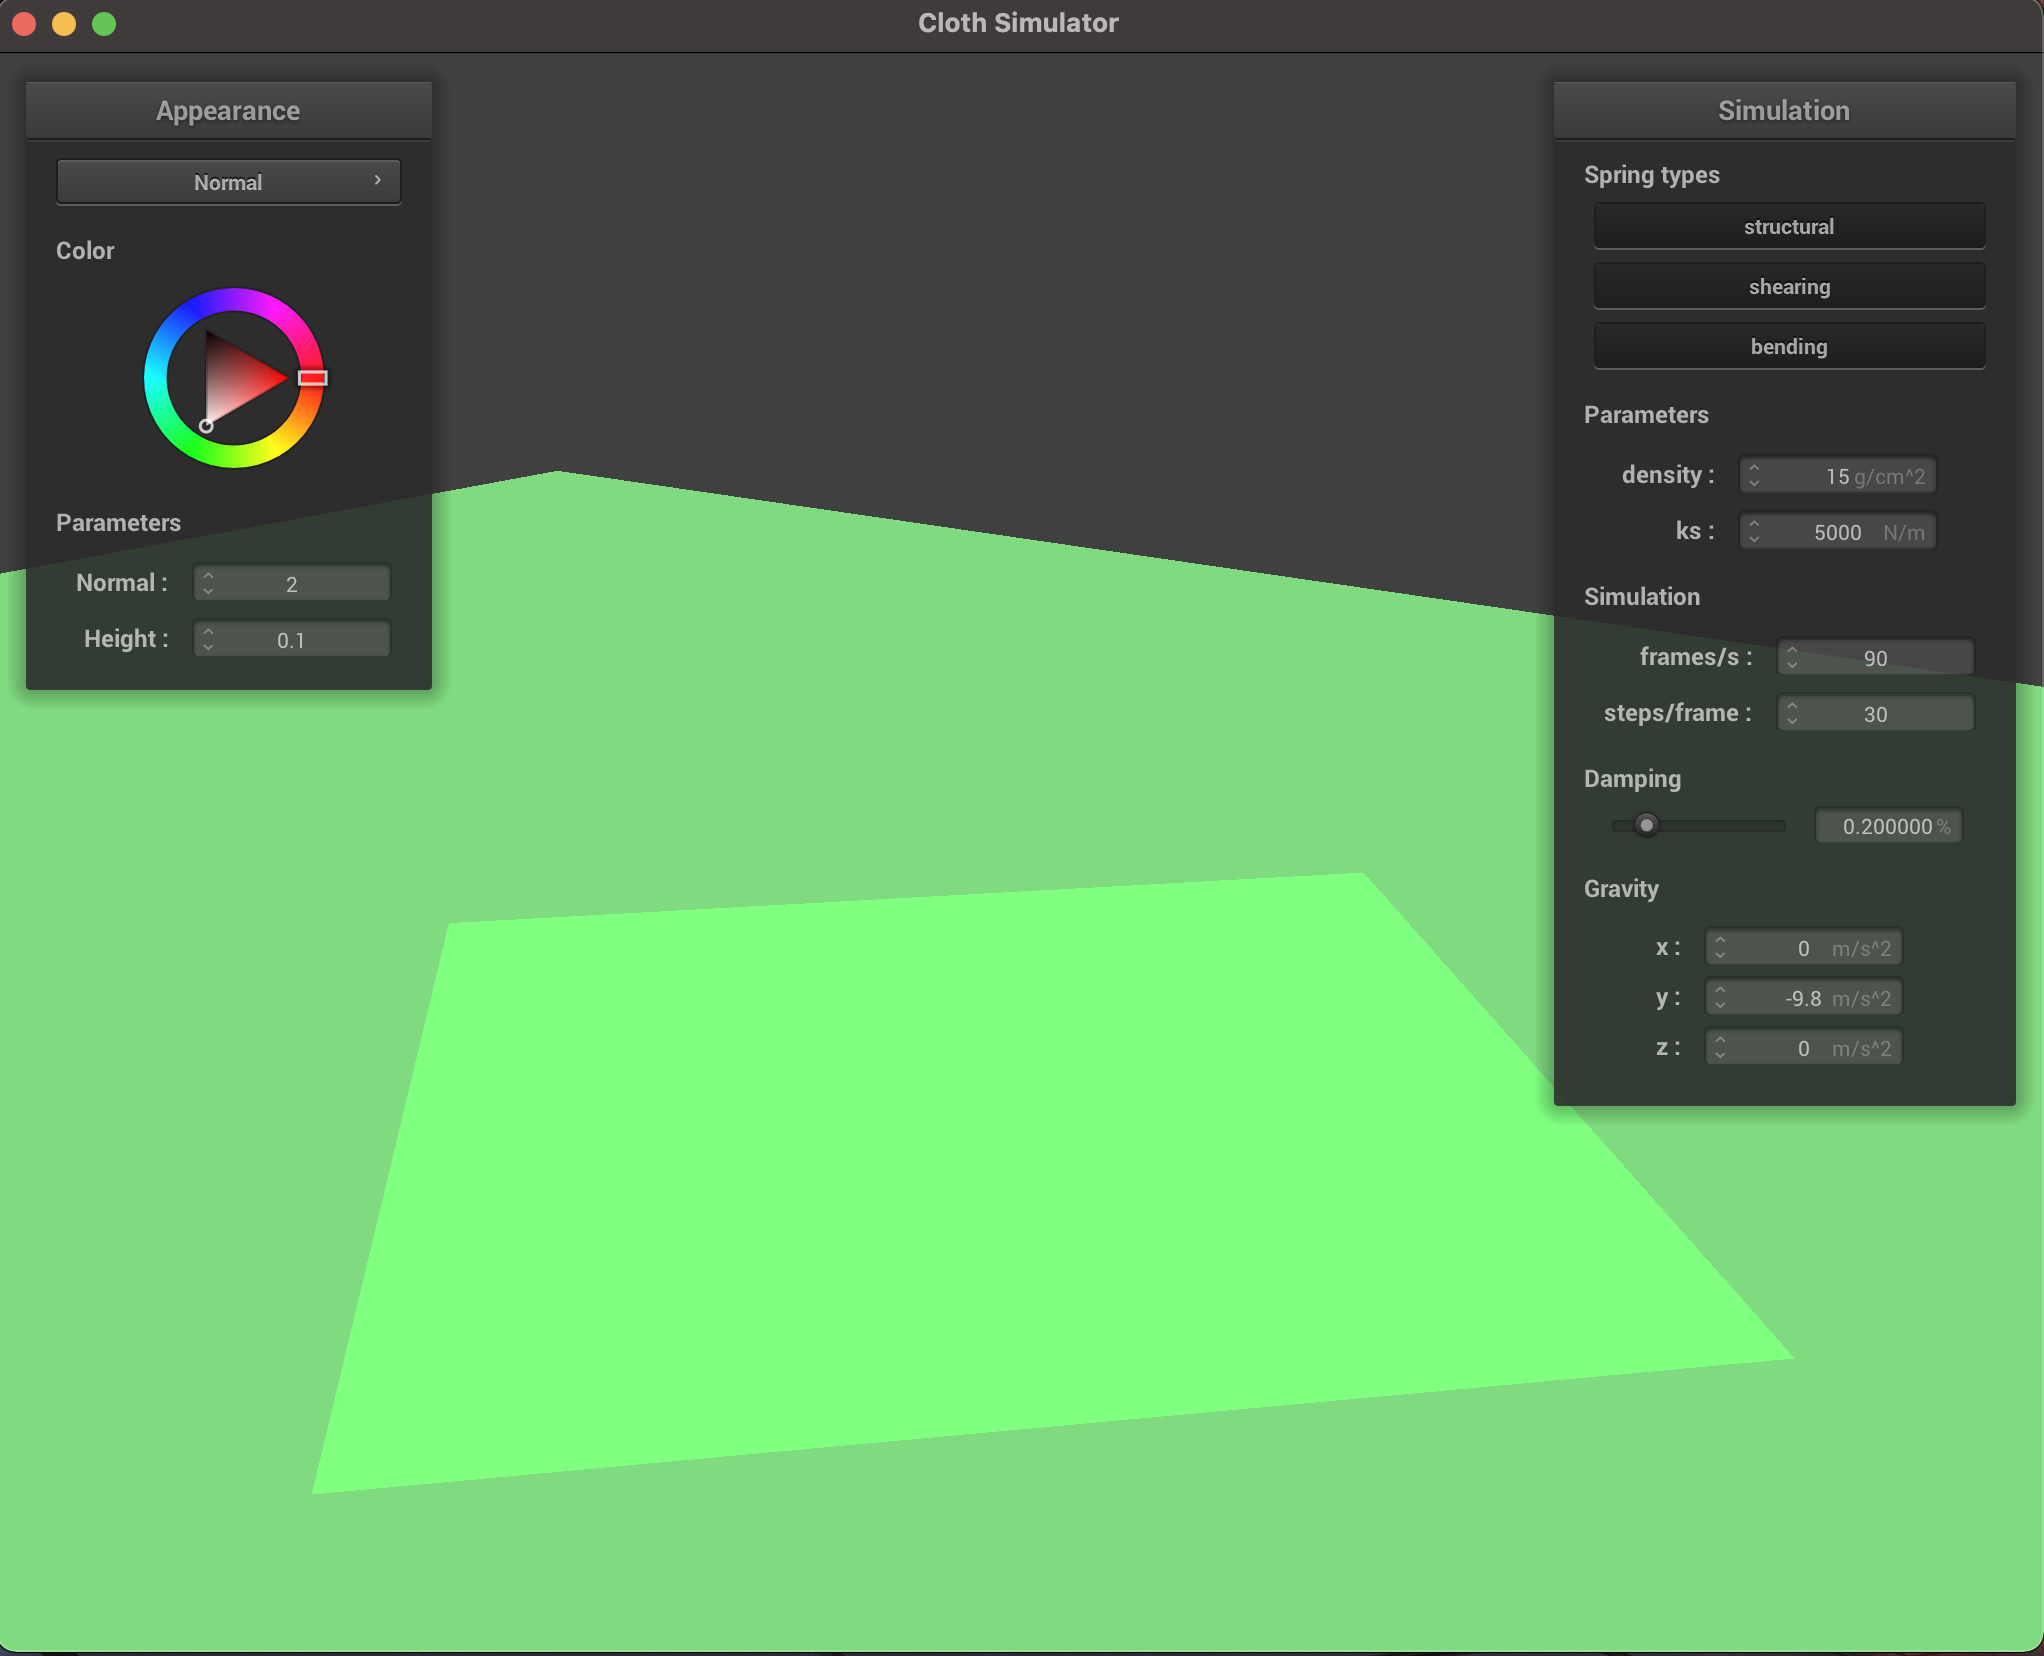 Cloth Simulator
Appearance
Normal
Color
Parameters
Normal : 2
Height : 0.1
Simulation
Spring types
structural
shearing
bending
Parameters
density : 15 g/cm^2
ks : 5000 N/m
Simulation
frames/s : 90
steps/frame : 30
Damping
0.200000 %
Gravity
x : 0 m/s^2
y : -9.8 m/s^2
z : 0 m/s^2